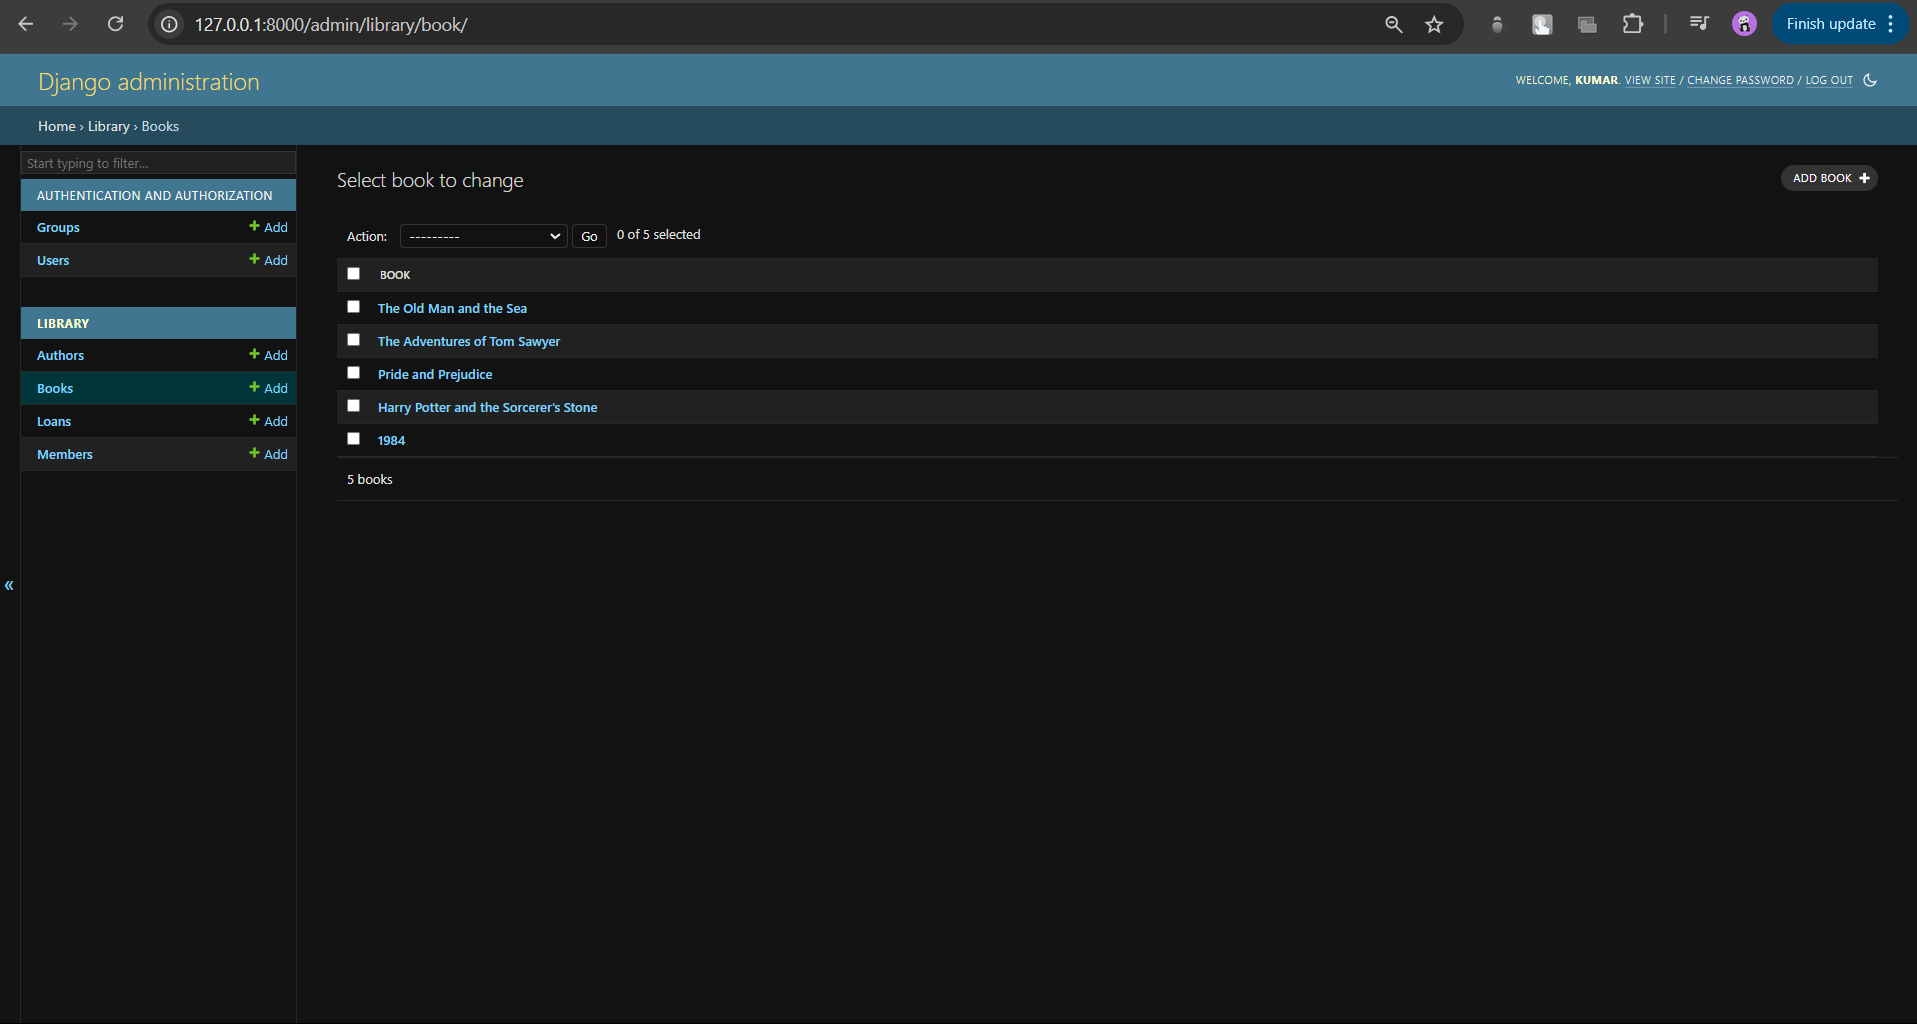 127.0.0.1:8000/admin/library/book/
Finish update
Django administration
WELCOME, KUMAR. VIEW SITE / CHANGE PASSWORD / LOG OUT
Home › Library › Books
Start typing to filter...
AUTHENTICATION AND AUTHORIZATION
Groups + Add
Users + Add
LIBRARY
Authors + Add
Books + Add
Loans + Add
Members + Add
«
Select book to change
ADD BOOK +
Action: --------- Go 0 of 5 selected
BOOK
The Old Man and the Sea
The Adventures of Tom Sawyer
Pride and Prejudice
Harry Potter and the Sorcerer's Stone
1984
5 books